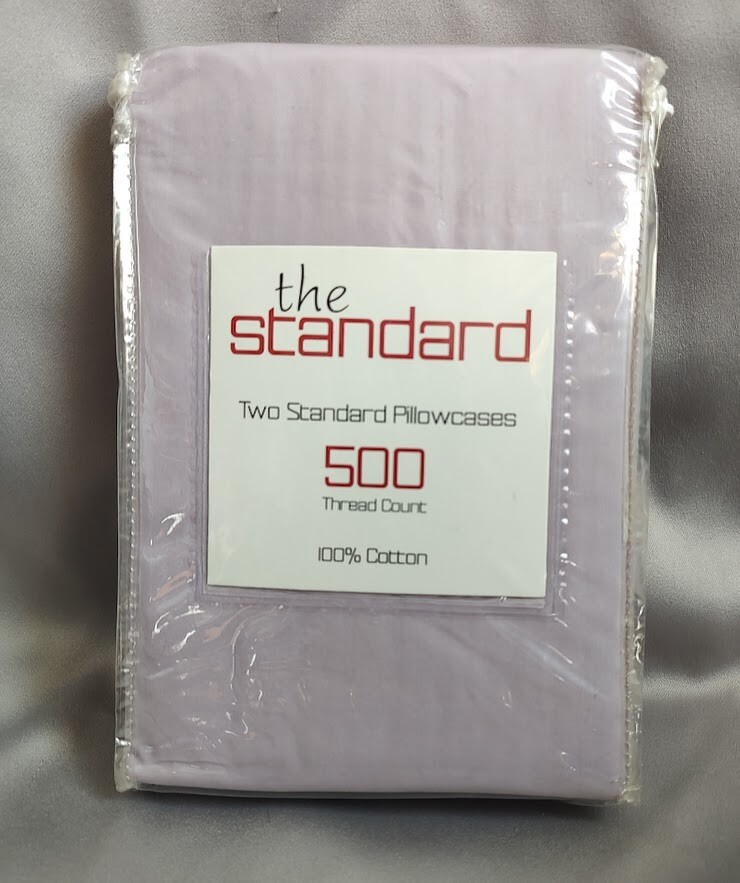 the
standard
Two Standard Pillowcases
500
Thread Count
100% Cotton